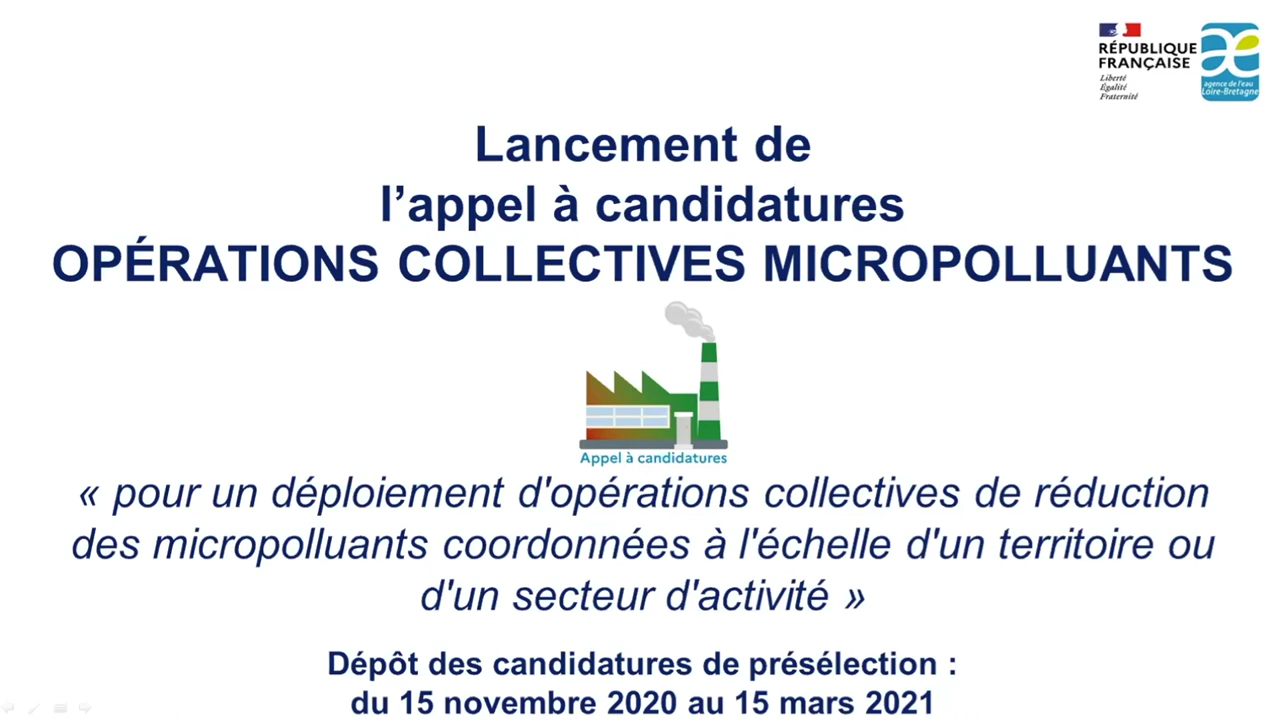 RÉPUBLIQUE
FRANÇAISE
Liberté
Égalité
Fraternité
agence de l'eau
Loire-Bretagne
Lancement de
l’appel à candidatures
OPÉRATIONS COLLECTIVES MICROPOLLUANTS
Appel à candidatures
« pour un déploiement d'opérations collectives de réduction
des micropolluants coordonnées à l'échelle d'un territoire ou
d'un secteur d'activité »
Dépôt des candidatures de présélection :
du 15 novembre 2020 au 15 mars 2021